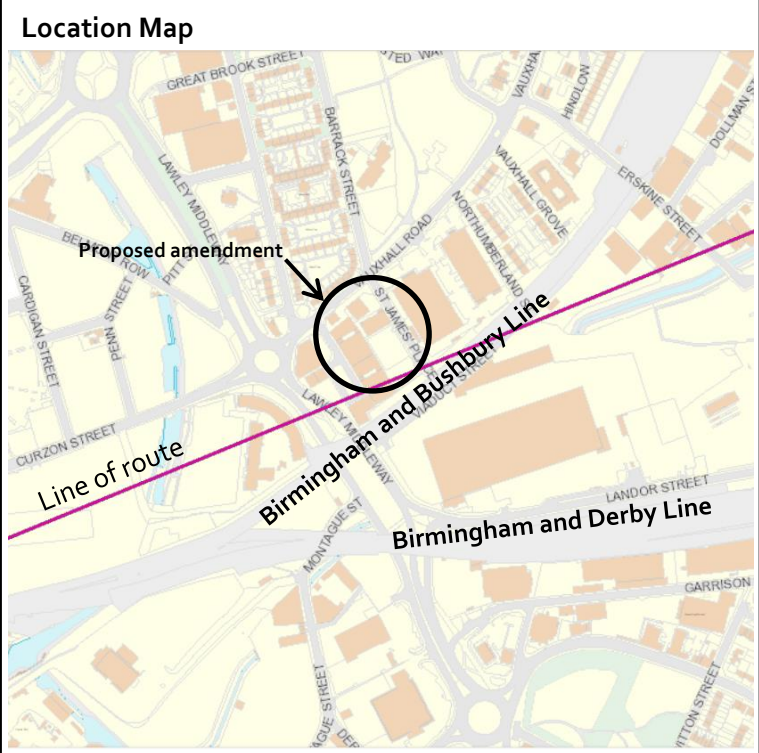 Location Map
GREAT BROOK STREET
BARRACK STREET
HINDLOW
DOLLMAN
LAWLEY MIDDLEWAY
VAUXHALL GROVE
ERSKINE STREET
NORTHUMBERLAND
Proposed amendment
VAUXHALL ROAD
CARDIGAN STREET
PENN STREET
ST JAMES' PLACE
Birmingham and Bushbury Line
LAWLEY MIDDLEWAY
CURZON STREET
Line of route
LANDOR STREET
Birmingham and Derby Line
MONTAGUE ST
GARRISON